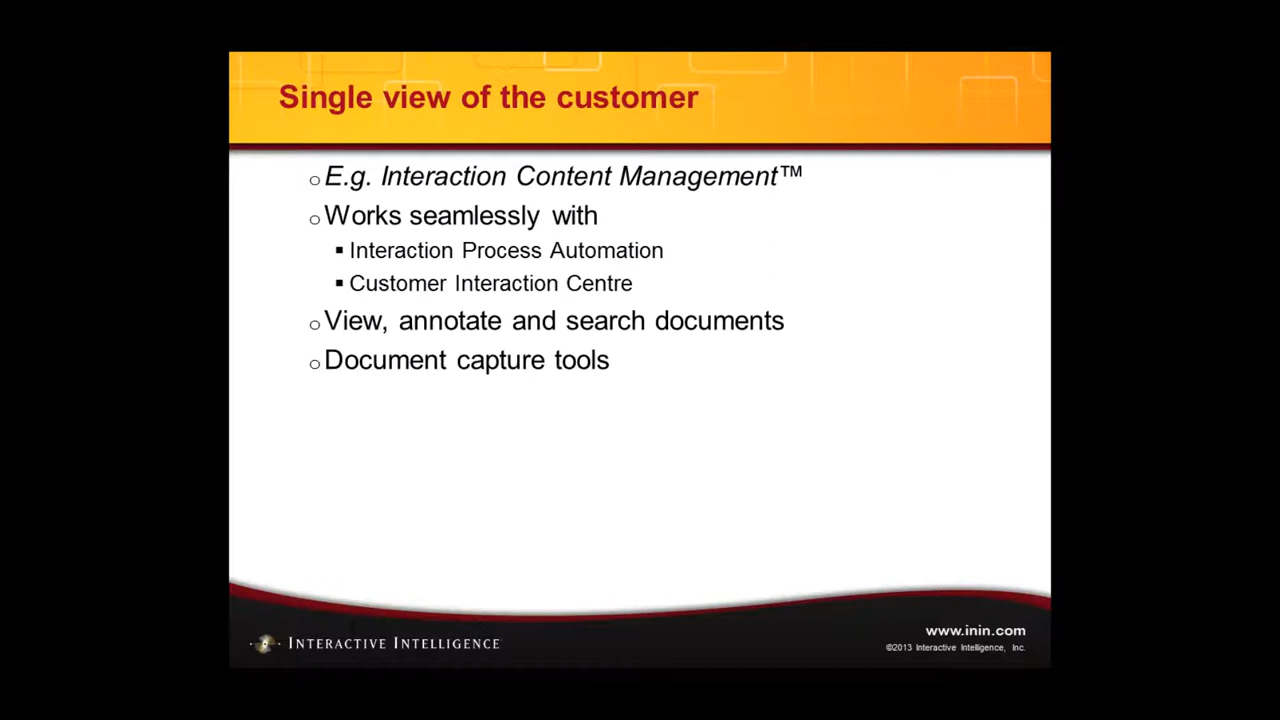 Single view of the customer
E.g. Interaction Content Management™
Works seamlessly with
Interaction Process Automation
Customer Interaction Centre
View, annotate and search documents
Document capture tools
INTERACTIVE INTELLIGENCE
www.inin.com
©2013 Interactive Intelligence, Inc.